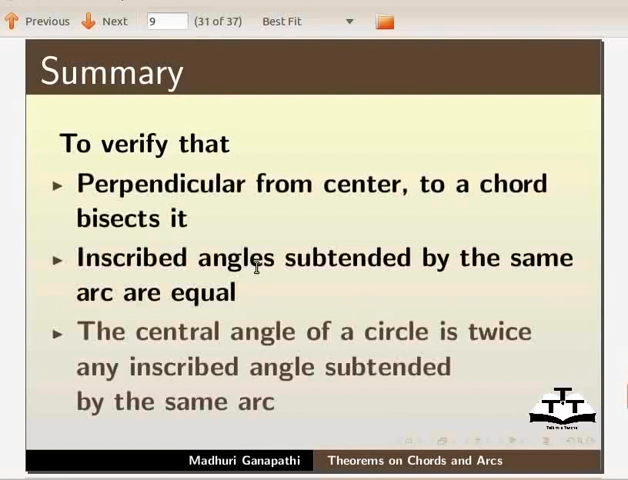 Previous Next 9 (31 of 37) Best Fit
Summary
To verify that
Perpendicular from center, to a chord
bisects it
Inscribed angles subtended by the same
arc are equal
The central angle of a circle is twice
any inscribed angle subtended
by the same arc
TTT
Madhuri Ganapathi Theorems on Chords and Arcs